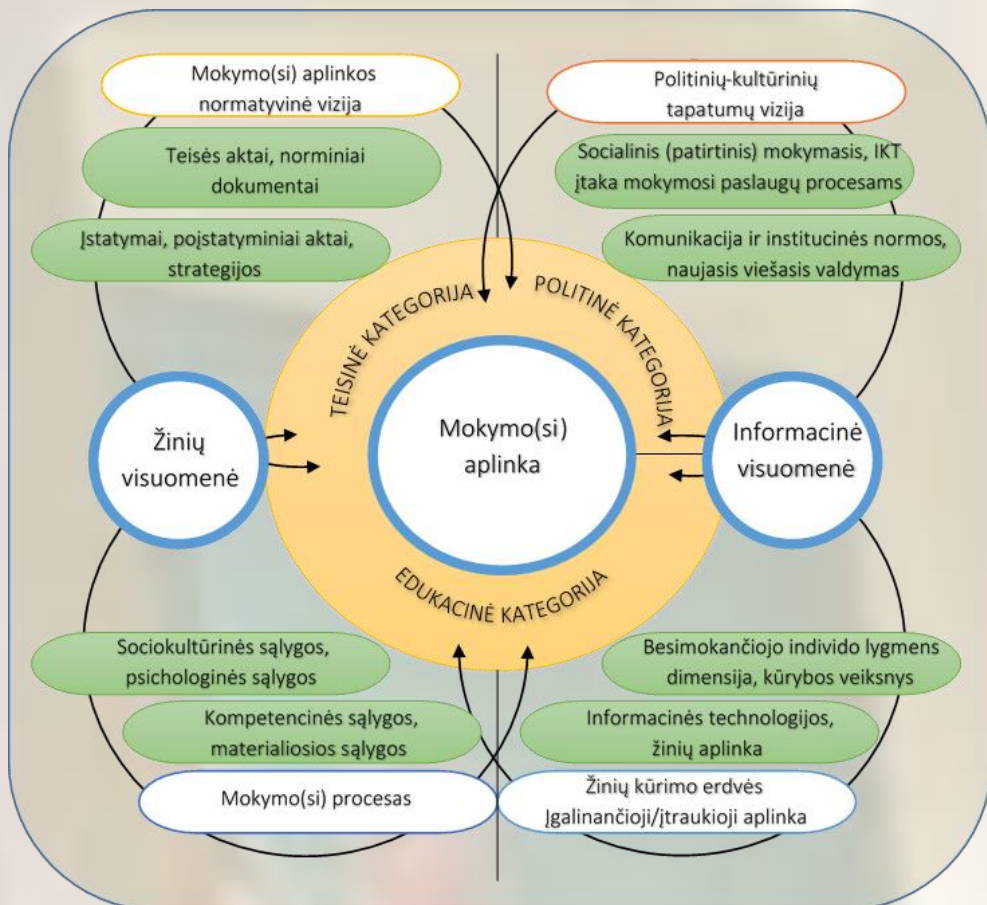 Mokymo(si) aplinkos
normatyvinė vizija
Teisės aktai, norminiai
dokumentai
Įstatymai, poįstatyminiai aktai,
strategijos
Politinių-kultūrinių
tapatumų vizija
Socialinis (patirtinis) mokymasis, IKT
įtaka mokymosi paslaugų procesams
Komunikacija ir institucinės normos,
naujasis viešasis valdymas
TEISINĖ KATEGORIJA
POLITINĖ KATEGORIJA
Žinių
visuomenė
Mokymo(si)
aplinka
Informacinė
visuomenė
EDUKACINĖ KATEGORIJA
Sociokultūrinės sąlygos,
psichologinės sąlygos
Kompetencinės sąlygos,
materialiosios sąlygos
Mokymo(si) procesas
Besimokančiojo individo lygmens
dimensija, kūrybos veiksnys
Informacinės technologijos,
žinių aplinka
Žinių kūrimo erdvės
Įgalinančioji/įtraukioji aplinka